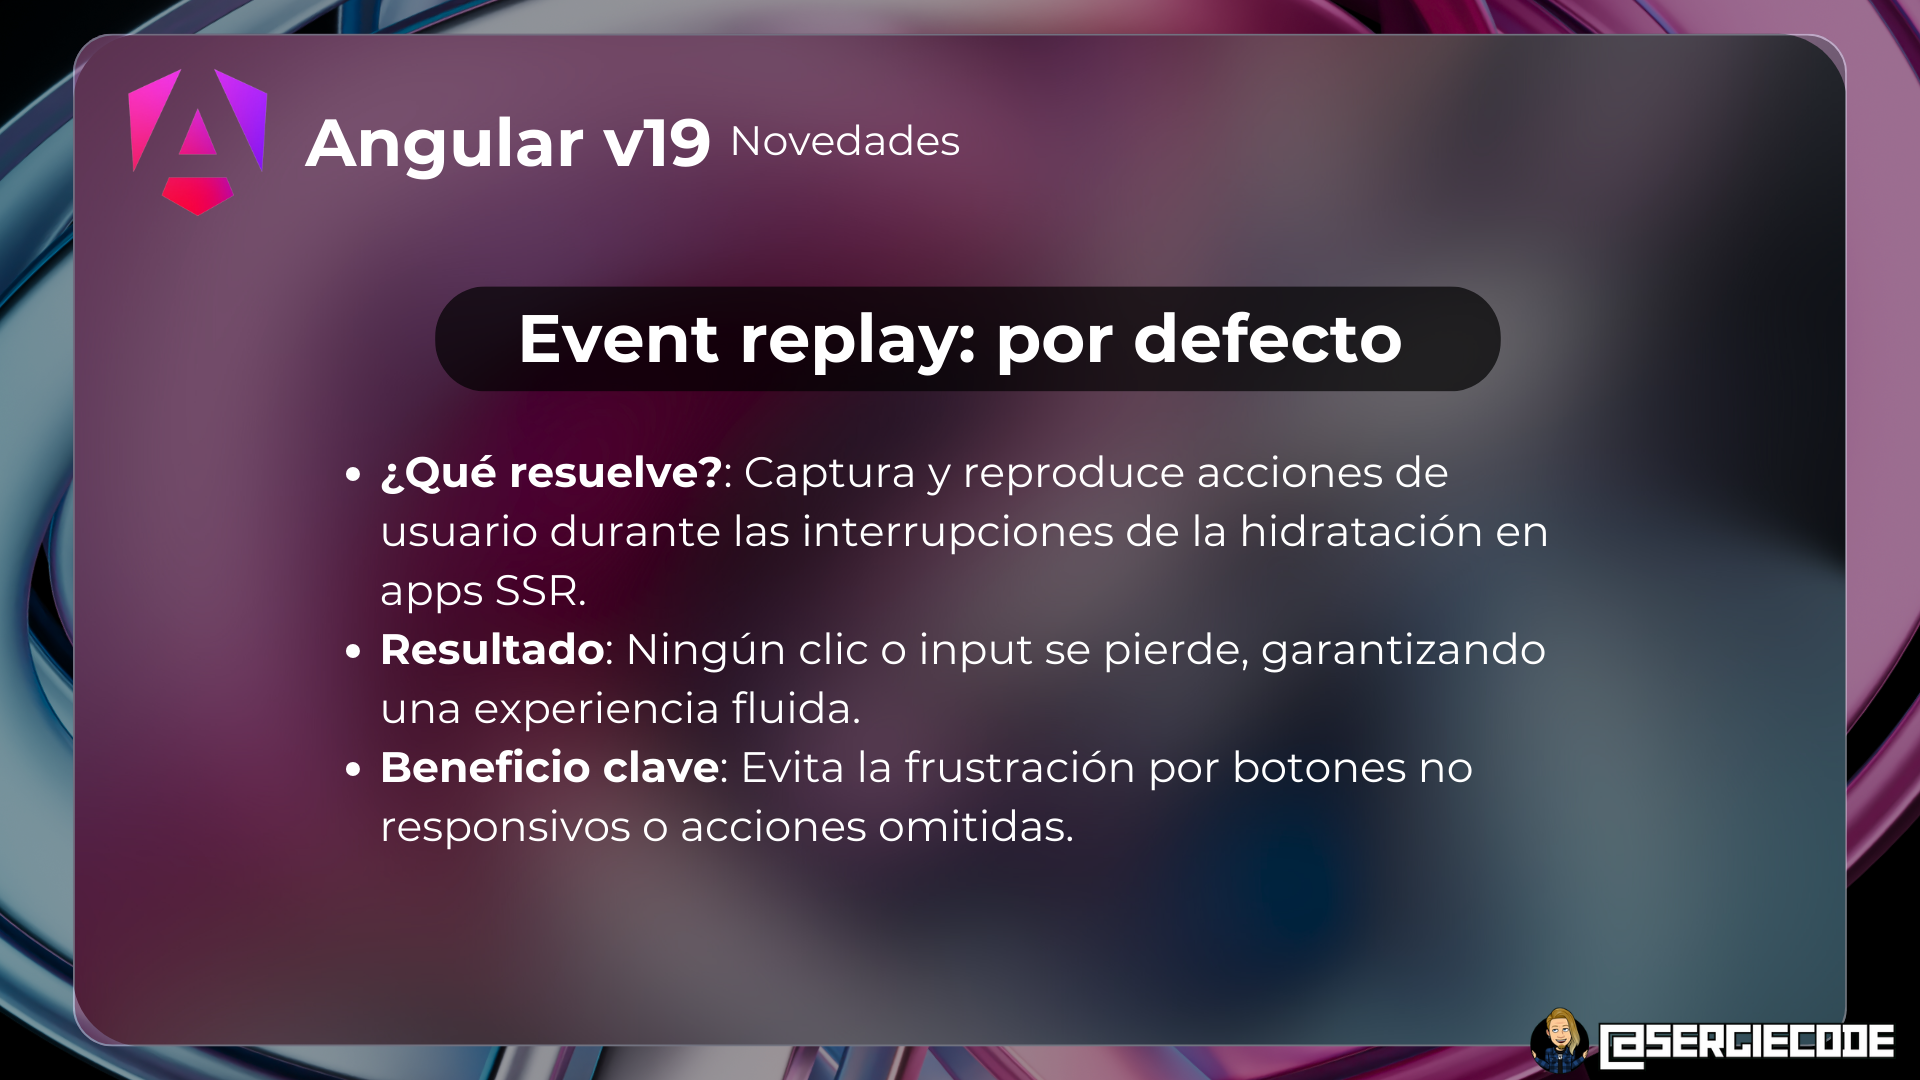 Angular v19 Novedades
Event replay: por defecto
• ¿Qué resuelve?: Captura y reproduce acciones de
usuario durante las interrupciones de la hidratación en
apps SSR.
• Resultado: Ningún clic o input se pierde, garantizando
una experiencia fluida.
• Beneficio clave: Evita la frustración por botones no
responsivos o acciones omitidas.
@SERGIECODE